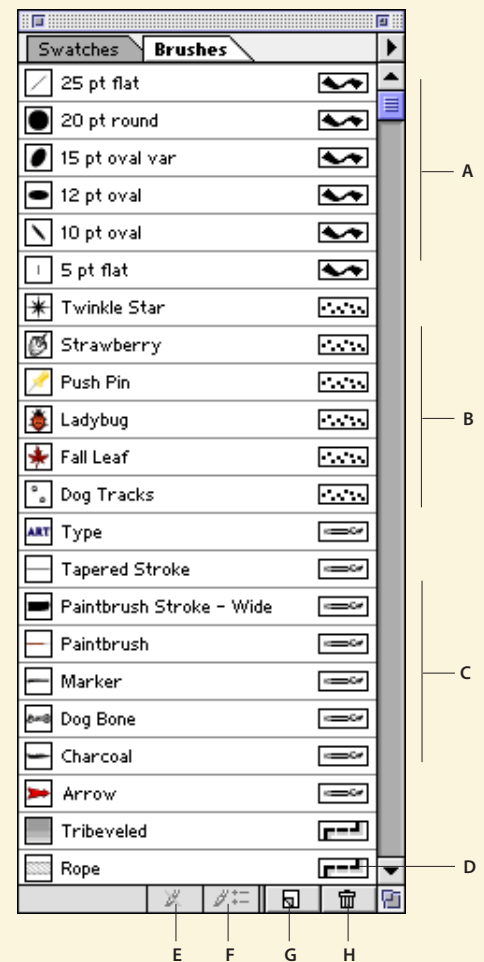 Swatches Brushes
25 pt flat
20 pt round
15 pt oval var
A
12 pt oval
10 pt oval
5 pt flat
Twinkle Star
Strawberry
Push Pin
Ladybug
B
Fall Leaf
Dog Tracks
ART Type
Tapered Stroke
Paintbrush Stroke - Wide
Paintbrush
C
Marker
Dog Bone
Charcoal
Arrow
Tribeveled
Rope
D
E F G H